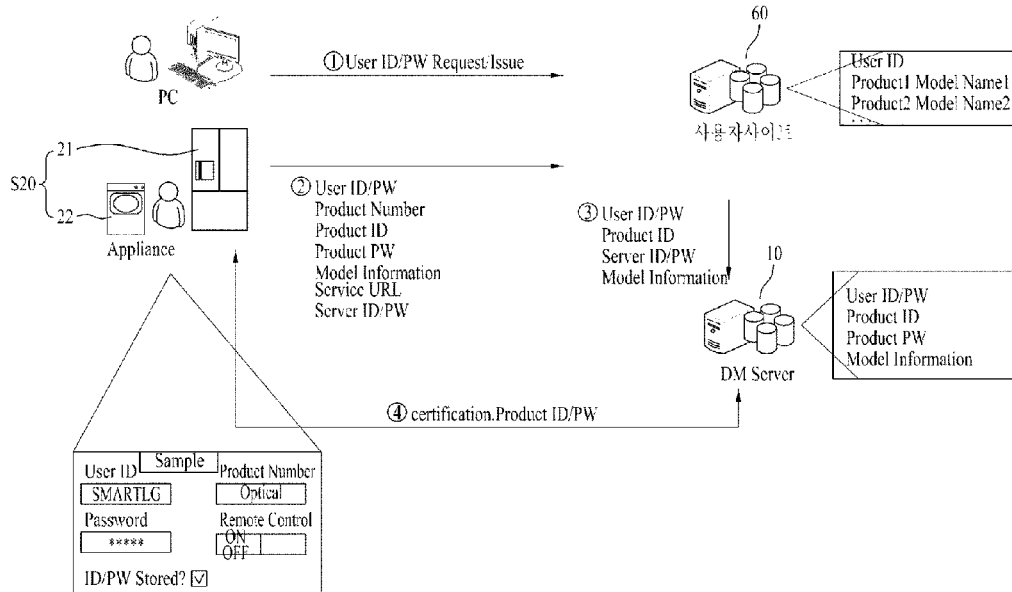 60
①User ID/PW Request/Issue
PC
User ID
Product1 Model Name1
Product2 Model Name2
....
사용자사이트
21
S20
22
Appliance
② User ID/PW
Product Number
Product ID
Product PW
Model Information
Service URL
Server ID/PW
③ User ID/PW
Product ID
Server ID/PW
Model Information
10
DM Server
User ID/PW
Product ID
Product PW
Model Information
④ certification.Product ID/PW
Sample
User ID
Product Number
SMARTLG
Optical
Password
Remote Control
*****
ON
OFF
ID/PW Stored?